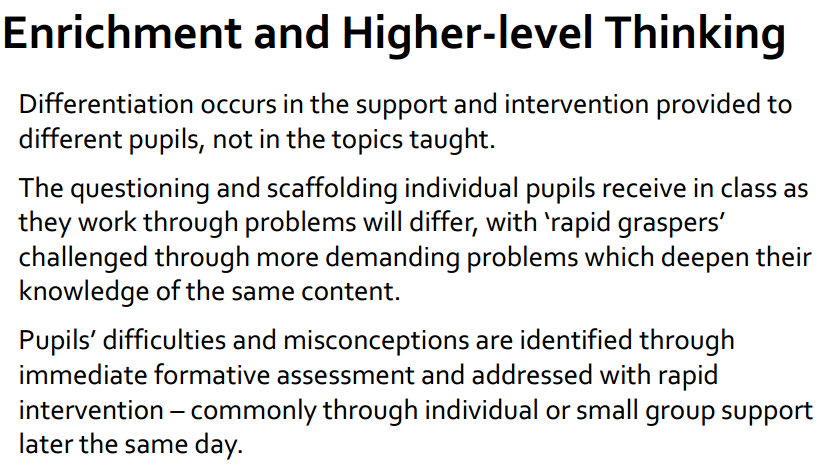 Enrichment and Higher-level Thinking
Differentiation occurs in the support and intervention provided to
different pupils, not in the topics taught.
The questioning and scaffolding individual pupils receive in class as
they work through problems will differ, with ‘rapid graspers’
challenged through more demanding problems which deepen their
knowledge of the same content.
Pupils’ difficulties and misconceptions are identified through
immediate formative assessment and addressed with rapid
intervention – commonly through individual or small group support
later the same day.